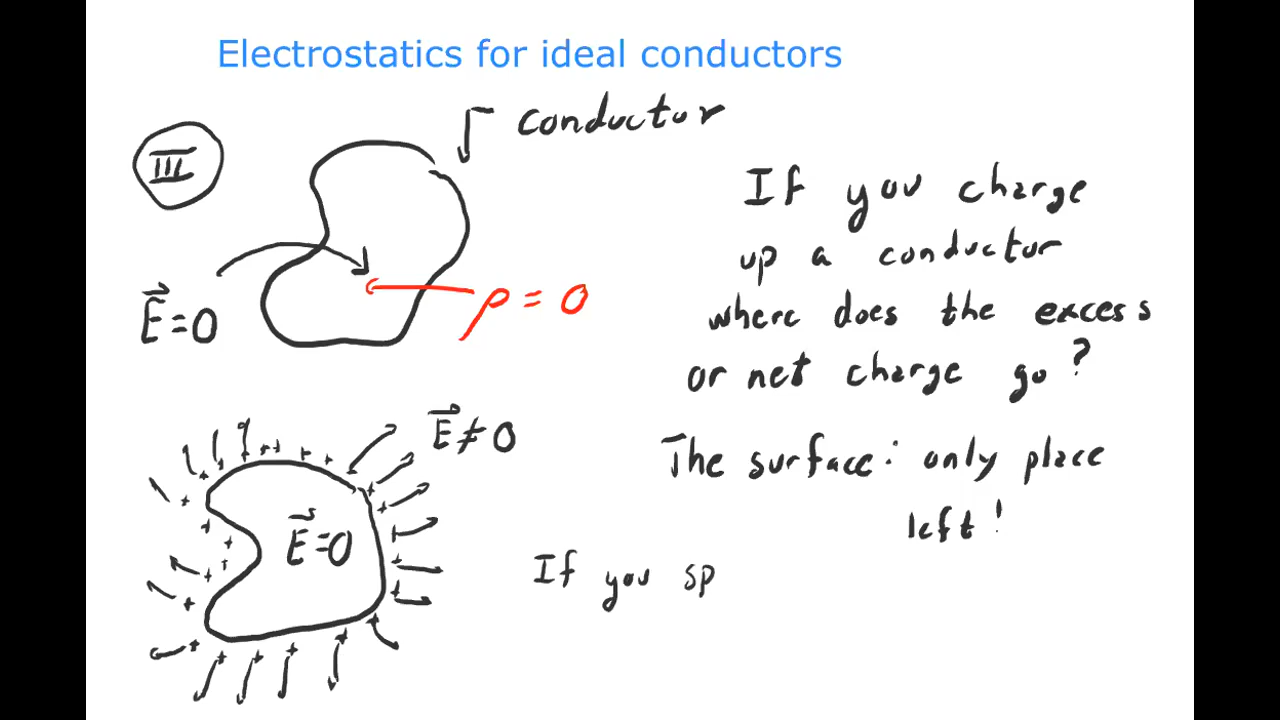 Electrostatics for ideal conductors
III
conductor
E⃗=0
ρ = 0
If you charge
up a conductor
where does the excess
or net charge go?
The surface: only place
left!
E⃗≠0
E⃗=0
If you sp